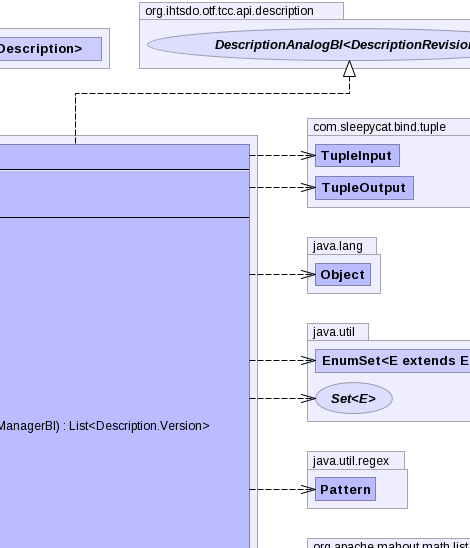 org.ihtsdo.otf.tcc.api.description
Description>
DescriptionAnalogBI<DescriptionRevision
com.sleepycat.bind.tuple
TupleInput
TupleOutput
java.lang
Object
java.util
EnumSet<E extends E
Set<E>
ManagerBI) : List<Description.Version>
java.util.regex
Pattern
org.apache.mahout.math.list